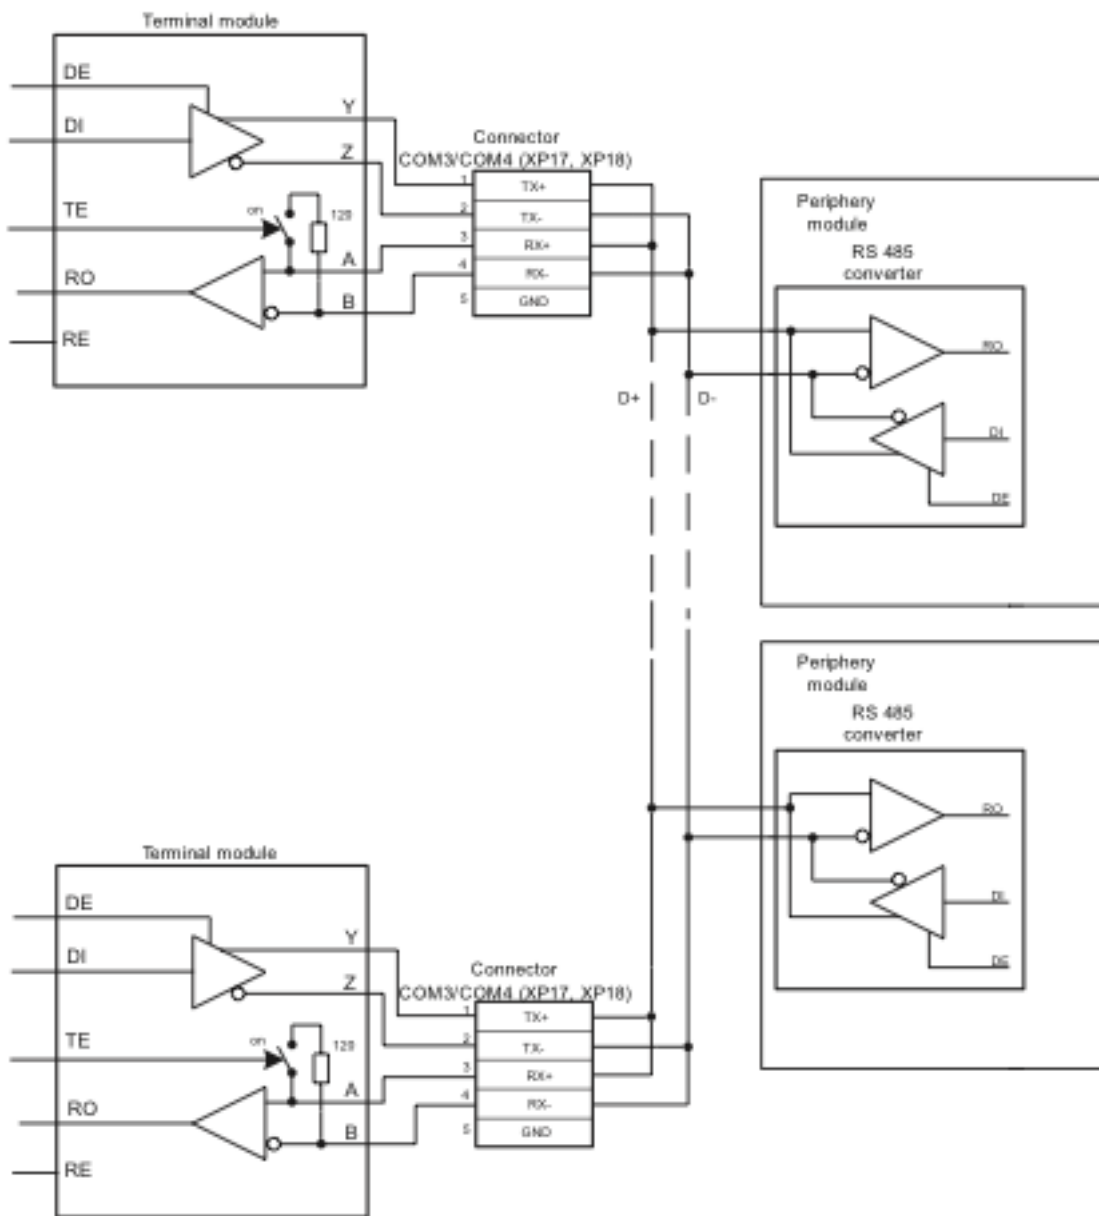 Terminal module
DE
DI
TE
RO
RE
Y
Z
on
120
A
B
Connector
COM3/COM4 (XP17, XP18)
1 TX+
2 TX-
3 RX+
4 RX-
5 GND
D+
D-
Periphery
module
RS 485
converter
RO
DI
DE
Periphery
module
RS 485
converter
RO
DI
DE
Terminal module
DE
DI
TE
RO
RE
Y
Z
on
120
A
B
Connector
COM3/COM4 (XP17, XP18)
1 TX+
2 TX-
3 RX+
4 RX-
5 GND